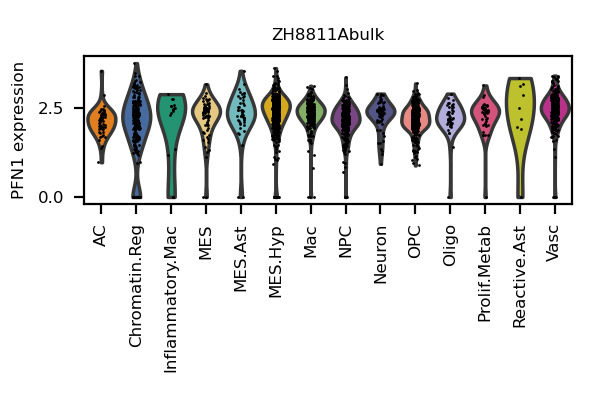 ZH8811Abulk
PFN1 expression
2.5
0.0
AC
Chromatin.Reg
Inflammatory.Mac
MES
MES.Ast
MES.Hyp
Mac
NPC
Neuron
OPC
Oligo
Prolif.Metab
Reactive.Ast
Vasc